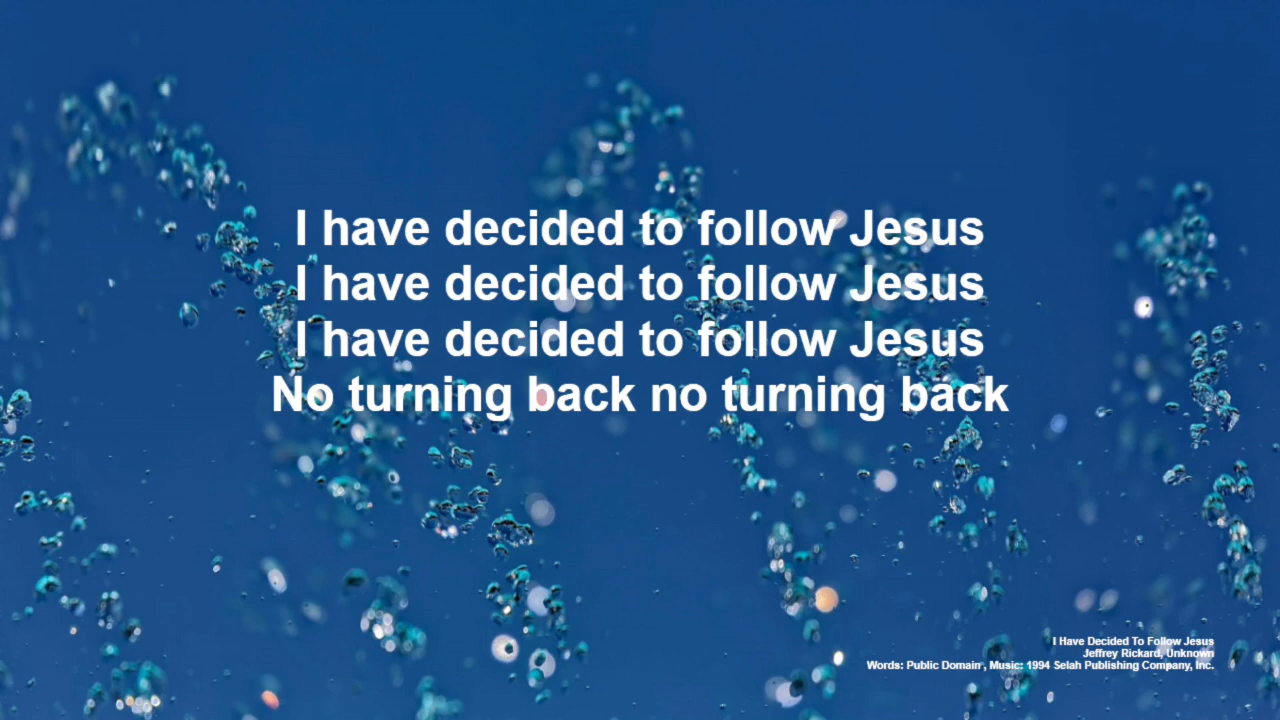 I have decided to follow Jesus
I have decided to follow Jesus
I have decided to follow Jesus
No turning back no turning back
I Have Decided To Follow Jesus
Jeffrey Rickard, Unknown
Words: Public Domain , Music: 1994 Selah Publishing Company, Inc.